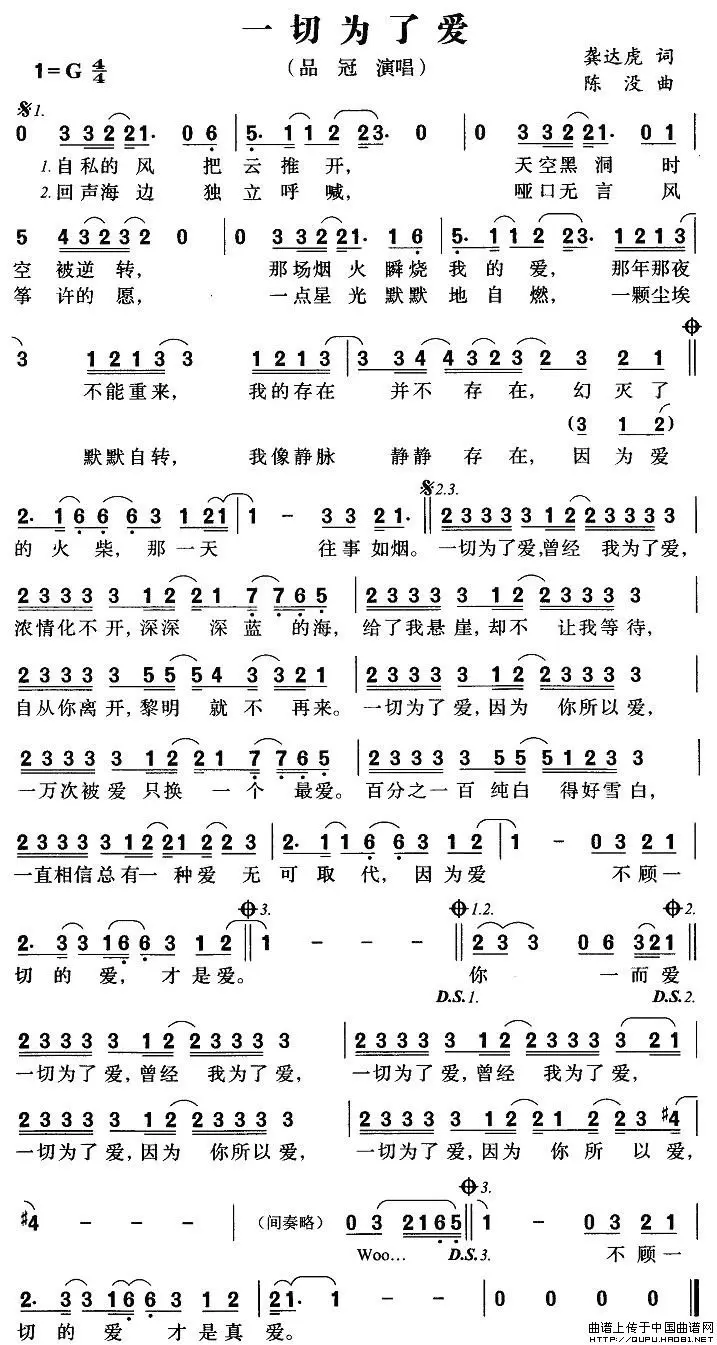 一切为了爱
(品冠 演唱)
1=G 4/4
龚达虎 词
陈没 曲
𝄋1.
0 3 3 2 2 1· 0 6 | 5· 1 1 2 2 3· 0 | 0 3 3 2 2 1· 0 1 |
1.自私的风 把云推开, 天空黑洞 时
2.回声海边 独立呼喊, 哑口无言 风
5 4 3 2 3 2 0 | 0 3 3 2 2 1· 1 6 | 5· 1 1 2 2 3· 1 2 1 3 |
空被逆转, 那场烟火瞬烧我的爱, 那年那夜
筝许的愿, 一点星光默默地自燃, 一颗尘埃
3 1 2 1 3 3 1 2 1 3 | 3 3 4 4 3 2 3 2 3 2 1 ‖
不能重来, 我的存在 并不存在, 幻灭了
(3 1 2)
默默自转, 我像静脉 静静存在, 因为爱
2· 1 6 6 6 3 1 2 1 | 1 - 3 3 2 1· ‖ 2 3 3 3 3 1 2 2 3 3 3 3 |
𝄋2.3.
的火柴, 那一天 往事如烟。 一切为了爱,曾经 我为了爱,
2 3 3 3 3 1 2 2 1 7 7 6 5 | 2 3 3 3 3 1 2 2 3 3 3 3 |
浓情化不开,深深 深蓝 的海, 给了我悬崖,却不 让我等待,
2 3 3 3 3 5 5 5 4 3 3 2 1 | 2 3 3 3 3 1 2 2 3 3 3 3 |
自从你离开,黎明 就不 再来。 一切为了爱,因为 你所以爱,
2 3 3 3 3 1 2 2 1 7 7 6 5 | 2 3 3 3 3 5 5 5 1 2 3 3 |
一万次被爱只换 一个 最爱。 百分之一百 纯白 得好雪白,
2 3 3 3 3 1 2 2 1 2 2 3 | 2· 1 1 6 6 3 1 2 | 1 - 0 3 2 1 |
一直相信总有一种爱 无可取代, 因为爱 不顾一
2· 3 3 1 6 6 3 1 2 ‖ 1 - - - ‖ 2 3 3 0 6 3 2 1 ‖
3. 1.2. 2.
切的爱, 才是爱。 你 一而爱
D.S.1. D.S.2.
2 3 3 3 3 1 2 2 3 3 3 3 | 2 3 3 3 3 1 2 2 3 3 3 3 2 1 |
一切为了爱,曾经 我为了爱, 一切为了爱,曾经 我为了爱,
2 3 3 3 3 1 2 2 3 3 3 3 | 2 3 3 3 3 1 2 2 1 2 2 3 #4 |
一切为了爱,因为 你所以爱, 一切为了爱,因为 你所 以爱,
#4 - - - | (间奏略) 0 3 2 1 6 5 ‖ 1 - 0 3 2 1 |
3.
Woo... D.S.3. 不顾一
2· 3 3 1 6 6 3 1 2 | 2 1· 1 - - ‖
切的爱 才是真爱。
曲谱上传于中国曲谱网
http://QUPU.HAO81.NET